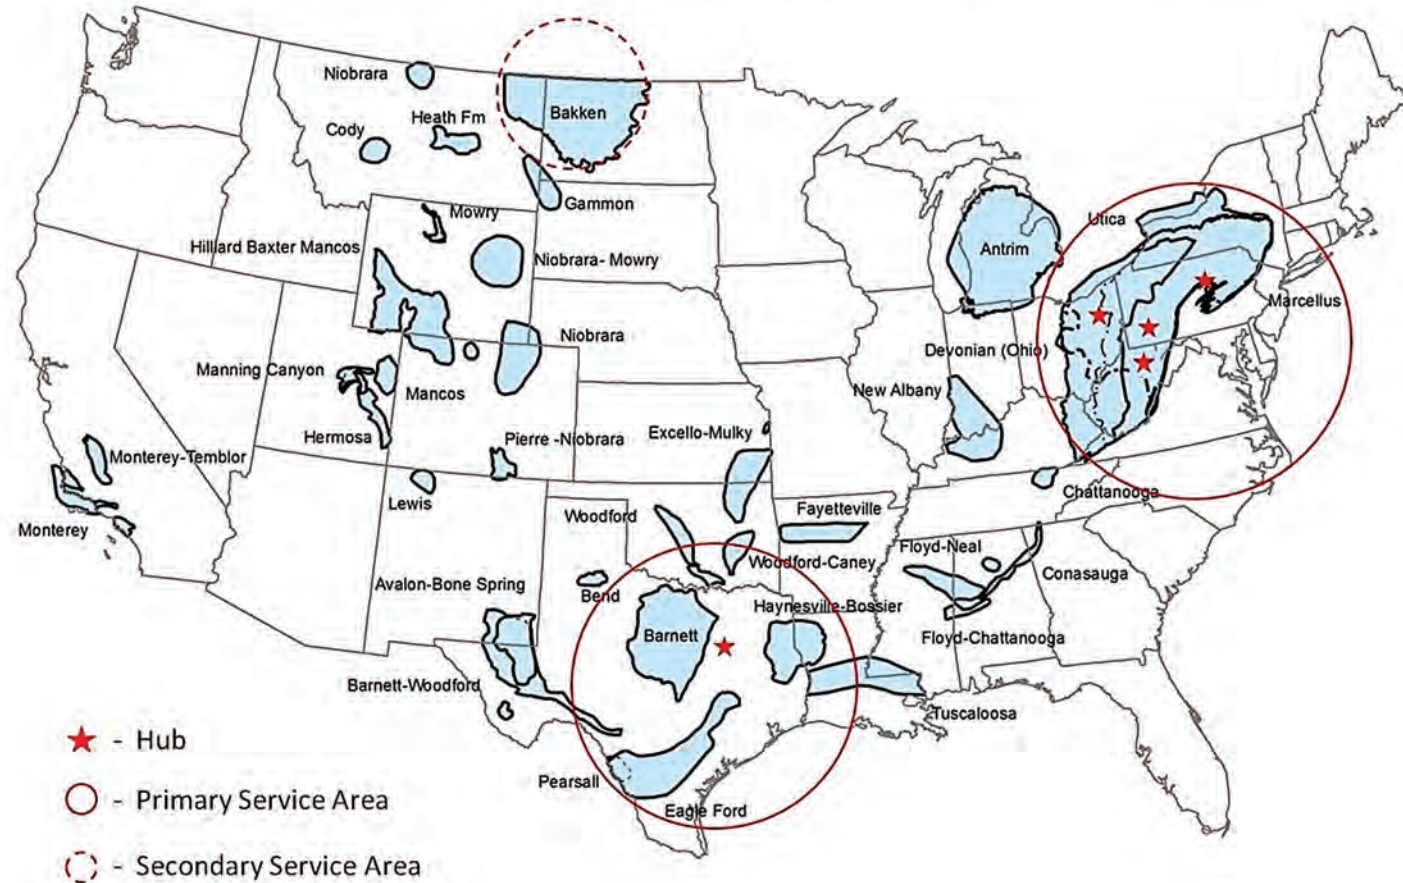 Niobrara
Bakken
Heath Fm
Cody
Gammon
Mowry
Utica
Hilliard Baxter Mancos
Antrim
Niobrara- Mowry
Marcellus
Niobrara
Devonian (Ohio)
Manning Canyon
Mancos
New Albany
Hermosa
Pierre -Niobrara
Excello-Mulky
Monterey-Temblor
Lewis
Chattanooga
Woodford
Fayetteville
Monterey
Floyd-Neal
Woodford-Caney
Conasauga
Avalon-Bone Spring
Bend
Haynesville-Bossier
Barnett
Floyd-Chattanooga
Barnett-Woodford
Tuscaloosa
Pearsall
Eagle Ford
- Hub
- Primary Service Area
- Secondary Service Area